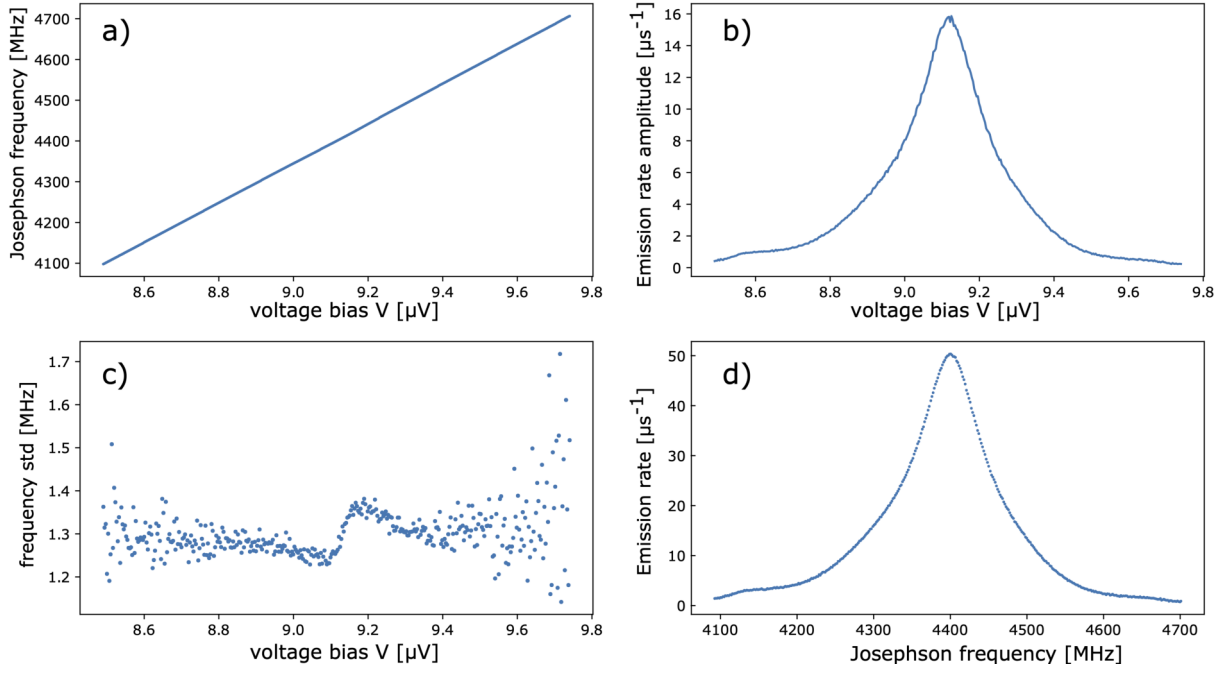 a)
Josephson frequency [MHz]
4700
4600
4500
4400
4300
4200
4100
8.6 8.8 9.0 9.2 9.4 9.6 9.8
voltage bias V [µV]
b)
Emission rate amplitude [µs⁻¹]
16
14
12
10
8
6
4
2
0
8.6 8.8 9.0 9.2 9.4 9.6 9.8
voltage bias V [µV]
c)
frequency std [MHz]
1.7
1.6
1.5
1.4
1.3
1.2
8.6 8.8 9.0 9.2 9.4 9.6 9.8
voltage bias V [µV]
d)
Emission rate [µs⁻¹]
50
40
30
20
10
0
4100 4200 4300 4400 4500 4600 4700
Josephson frequency [MHz]